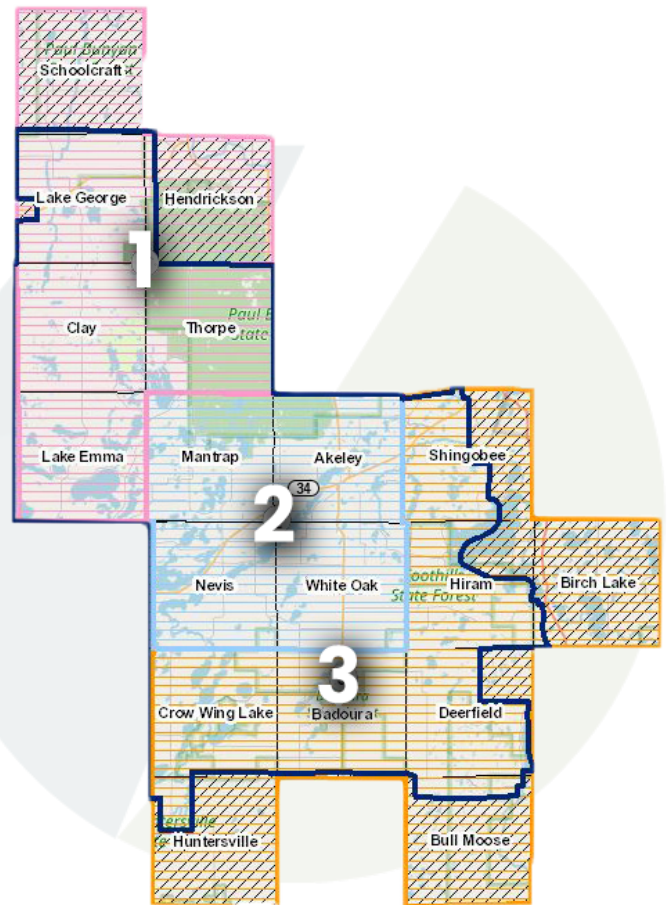 Paul Bunyan
Schoolcraft
Lake George
Hendrickson
1
Clay
Thorpe
Paul B
State
Lake Emma
Mantrap
Akeley
Shingobee
34
2
Nevis
White Oak
oothills
State Forest
Hiram
Birch Lake
3
Crow Wing Lake
Badoura
Deerfield
Huntersville
Bull Moose